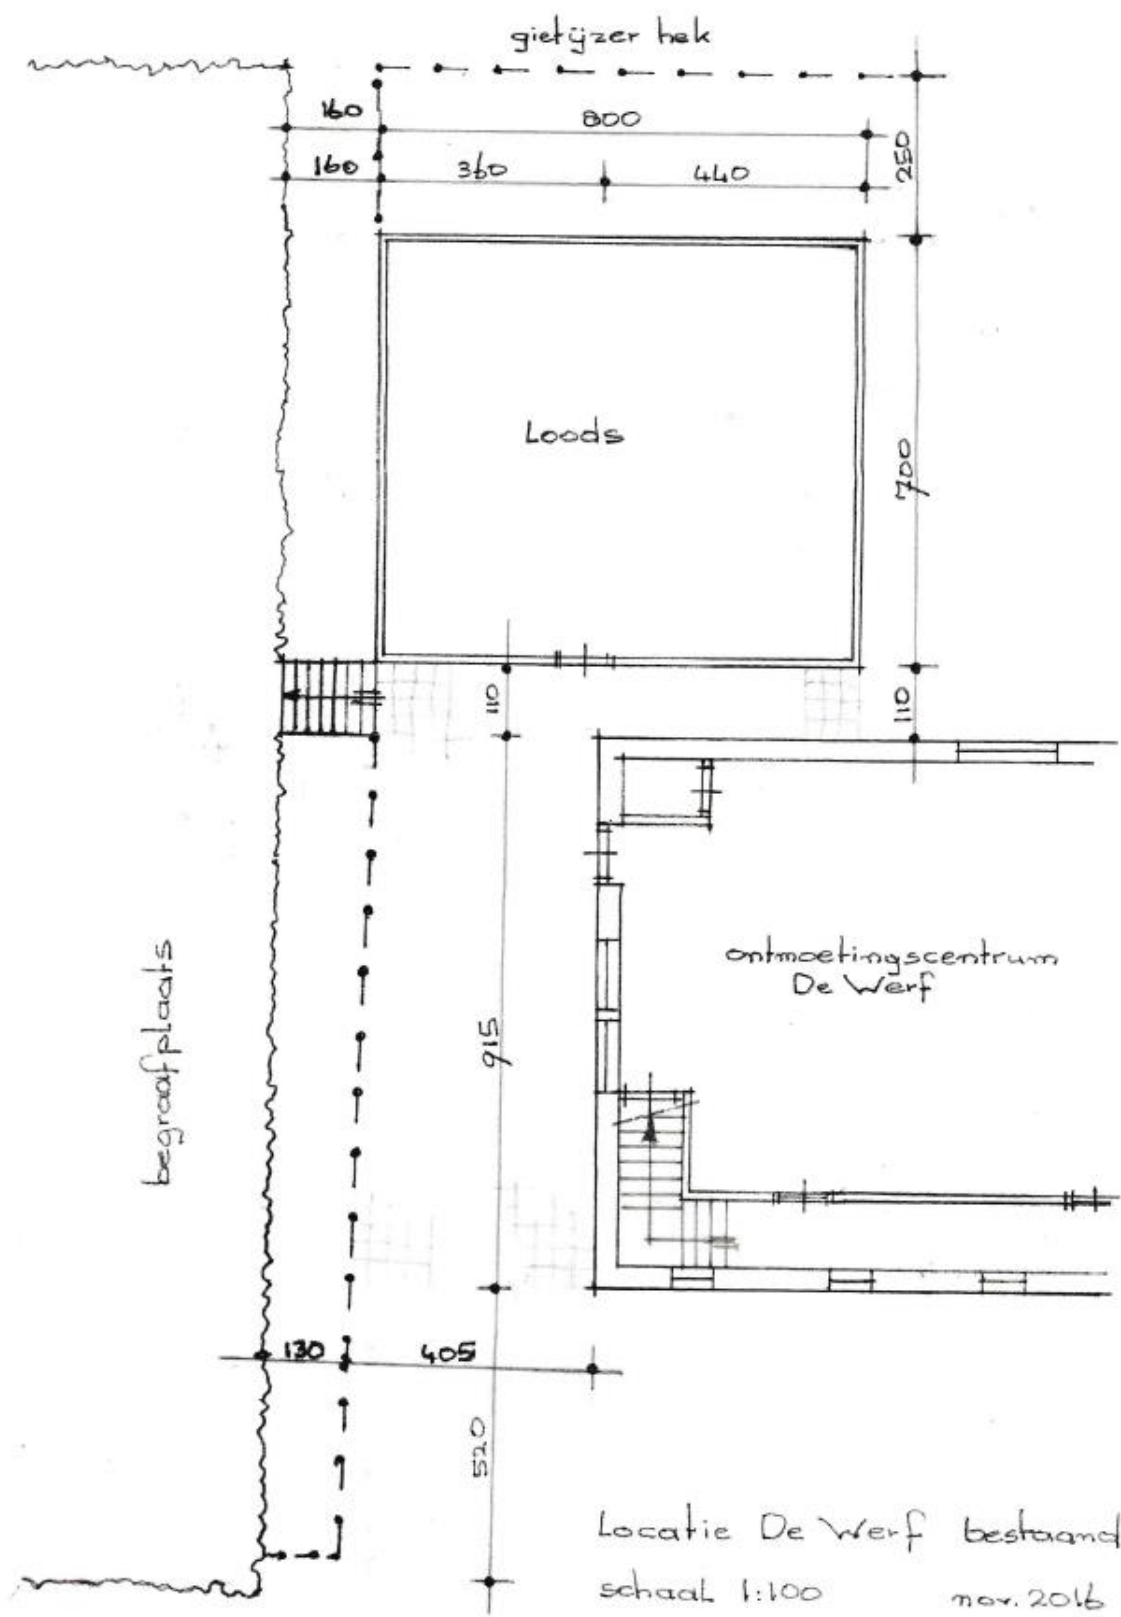 gietijzer hek
160
800
160
360
440
250
Loods
700
110
110
ontmoetingscentrum
De Werf
begraafplaats
915
130
405
520
Locatie De Werf bestaand
schaal 1:100
nov. 2016